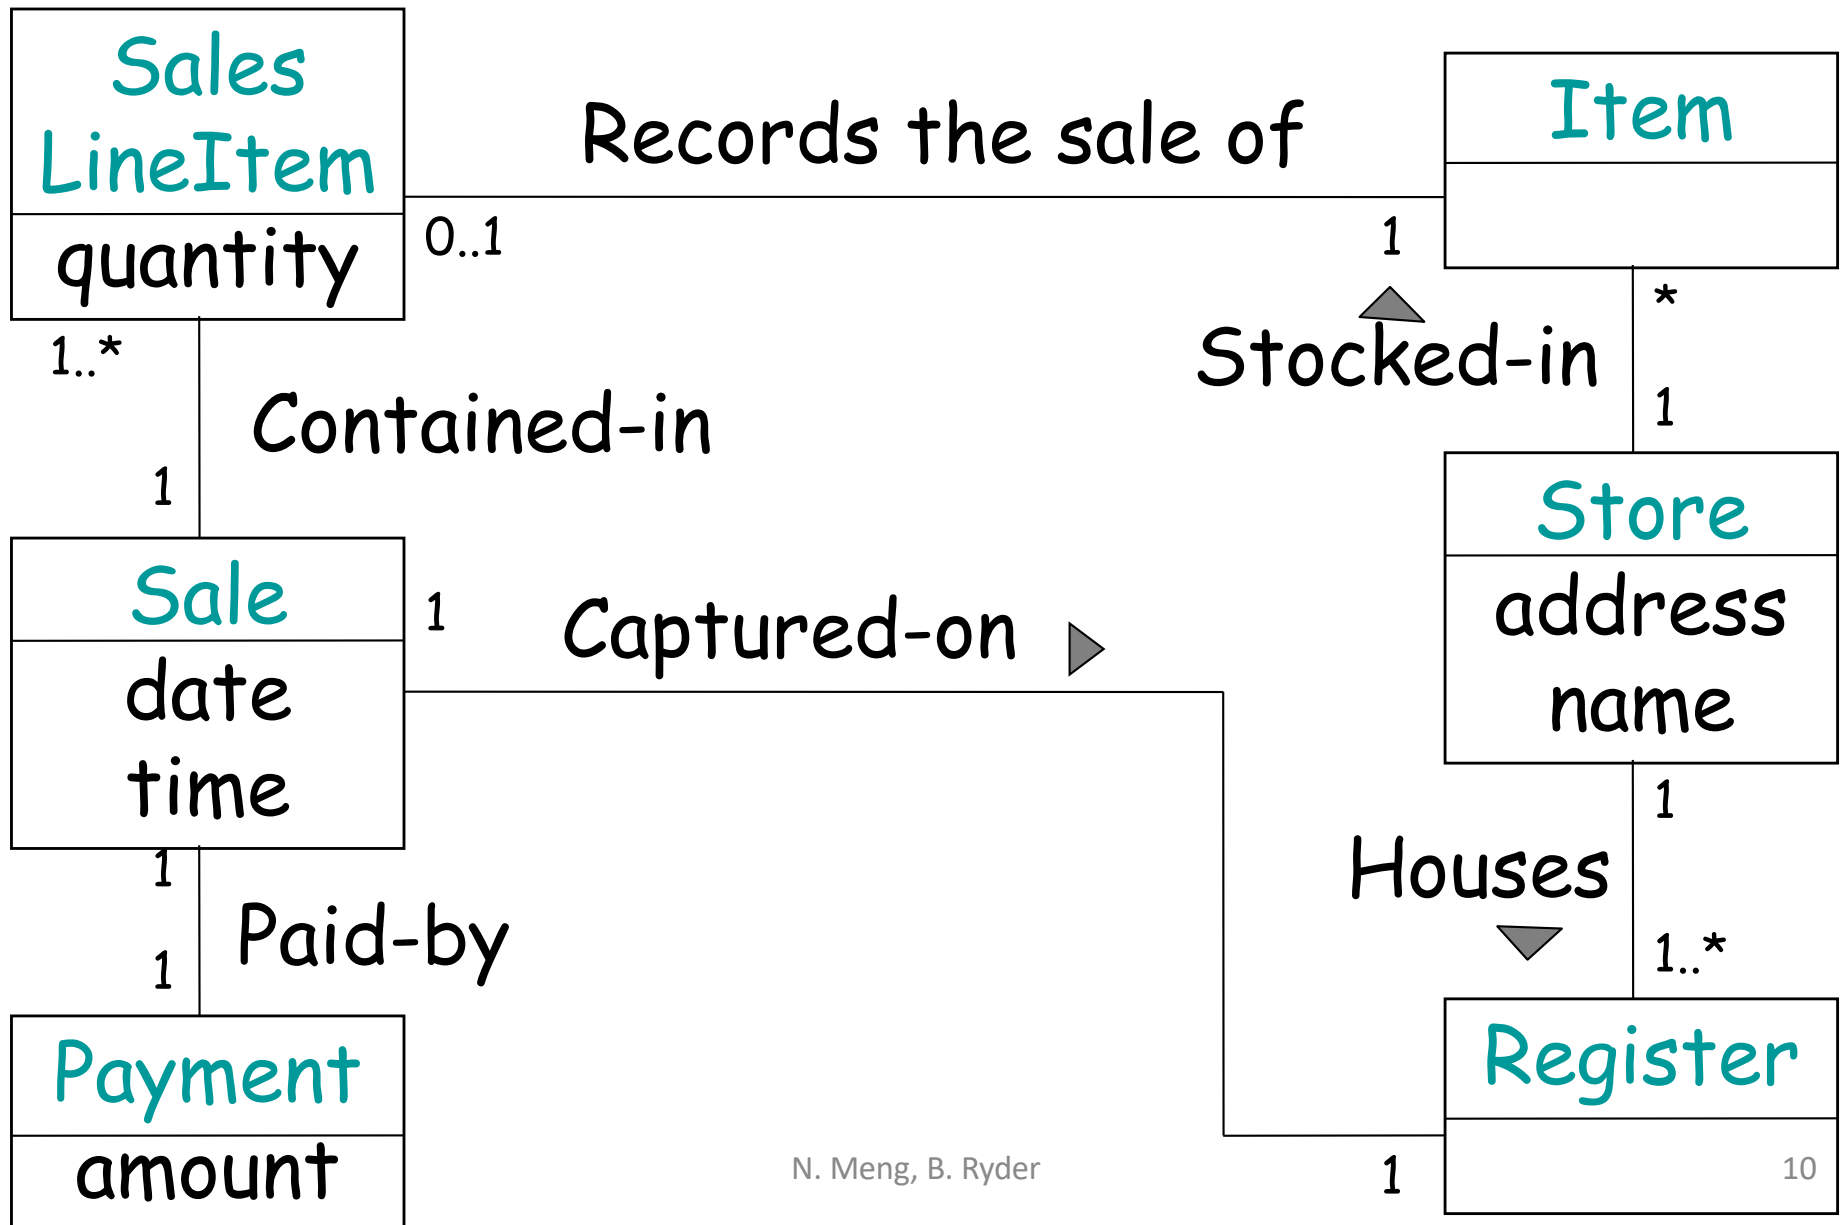 Sales
LineItem
quantity
Records the sale of
Item
0..1
1
1..*
*
Stocked-in
Contained-in
1
1
Sale
date
time
1
Captured-on
Store
address
name
1
Paid-by
1
1
Houses
1..*
Payment
amount
Register
1
N. Meng, B. Ryder
10